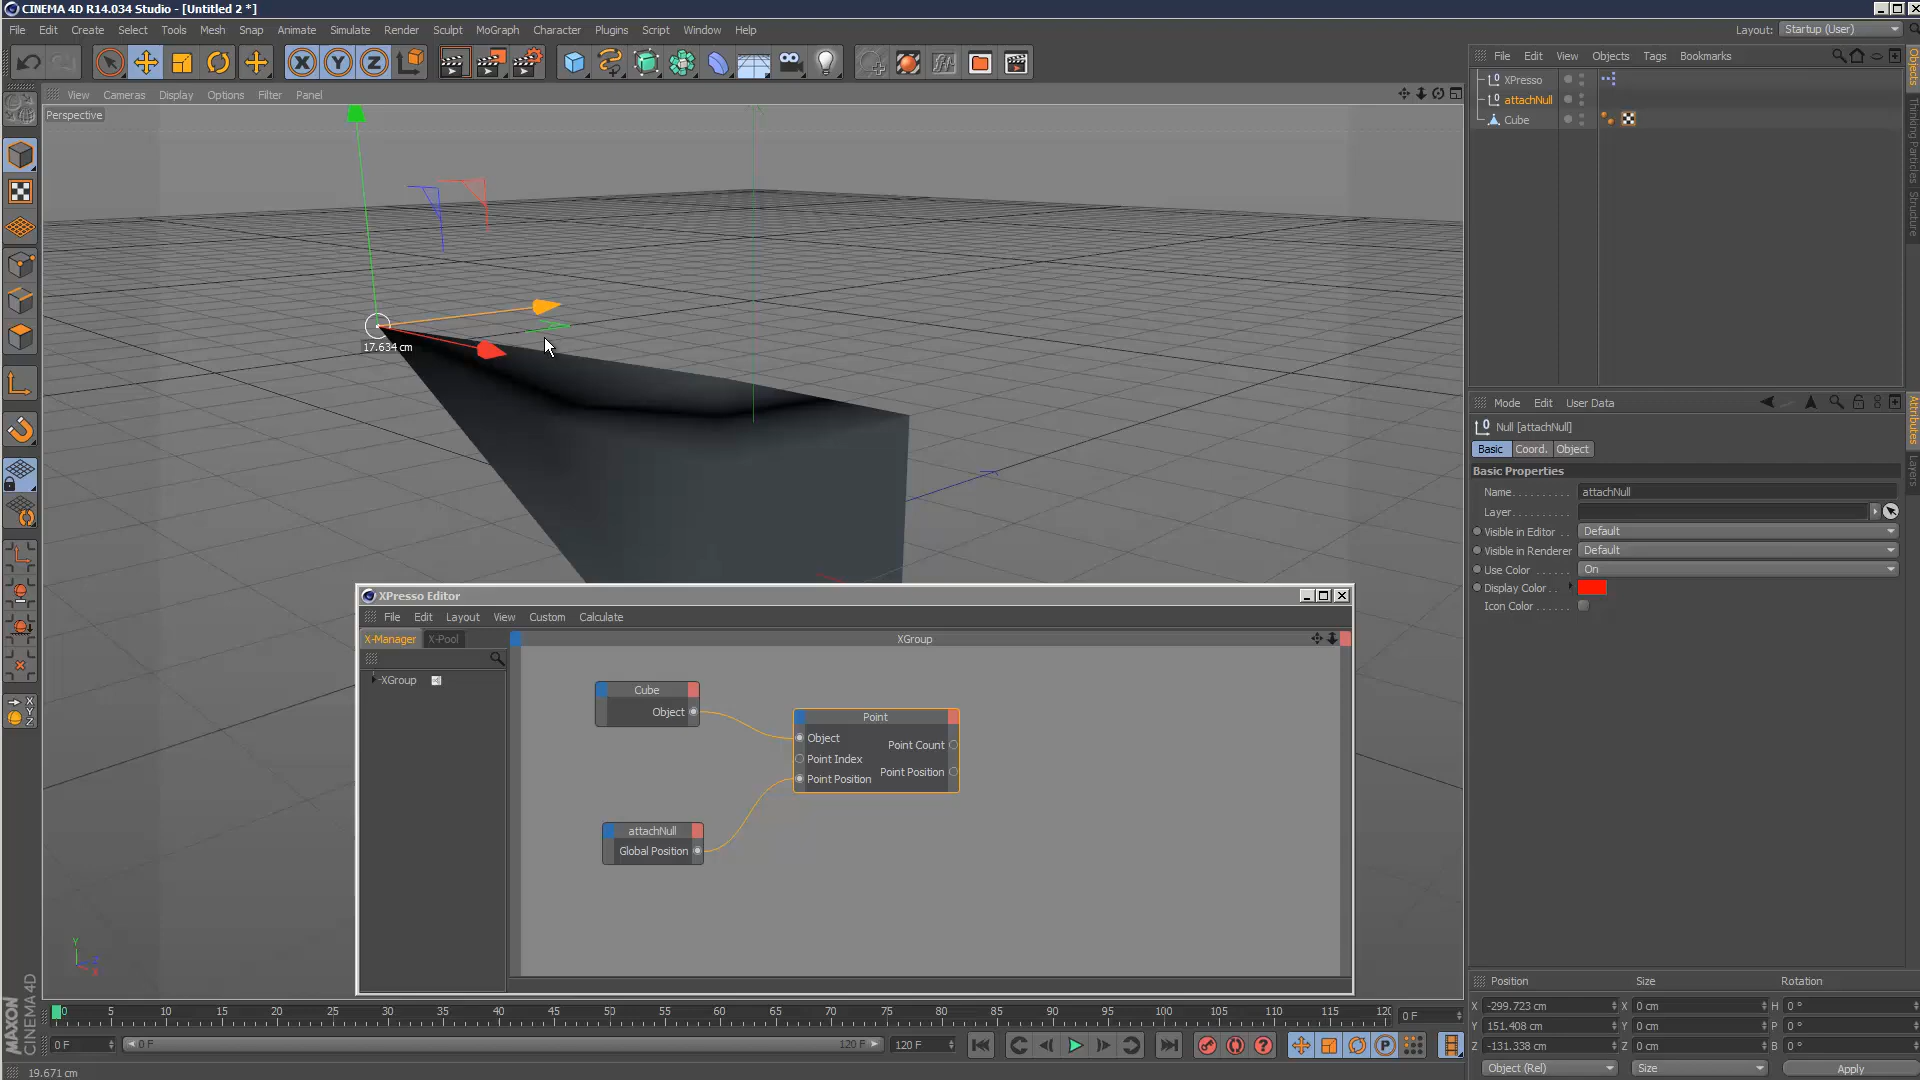 CINEMA 4D R14.034 Studio - [Untitled 2 *]
File Edit Create Select Tools Mesh Snap Animate Simulate Render Sculpt MoGraph Character Plugins Script Window Help
Layout: Startup (User)
X Y Z
View Cameras Display Options Filter Panel
Perspective
17.634 cm
File Edit View Objects Tags Bookmarks
XPresso
attachNull
Cube
Objects
Thinking Particles
Structure
Mode Edit User Data
Null [attachNull]
Basic Coord. Object
Basic Properties
Name . . . . . . . . . . attachNull
Layer . . . . . . . . . .
Visible in Editor . . Default
Visible in Renderer Default
Use Color . . . . . . On
Display Color . .
Icon Color . . . . . .
Attributes
Layers
XPresso Editor
File Edit Layout View Custom Calculate
X-Manager X-Pool
XGroup
XGroup
Cube
Object
Point
Object
Point Count
Point Index
Point Position
Point Position
attachNull
Global Position
Y
Z
X
MAXON
CINEMA 4D
0 5 10 15 20 25 30 35 40 45 50 55 60 65 70 75 80 85 90 95 100 105 110 115 120
0 F
0 F 0 F 120 F 120 F
19.671 cm
Position Size Rotation
X -299.723 cm X 0 cm H 0 °
Y 151.408 cm Y 0 cm P 0 °
Z -131.338 cm Z 0 cm B 0 °
Object (Rel) Size Apply